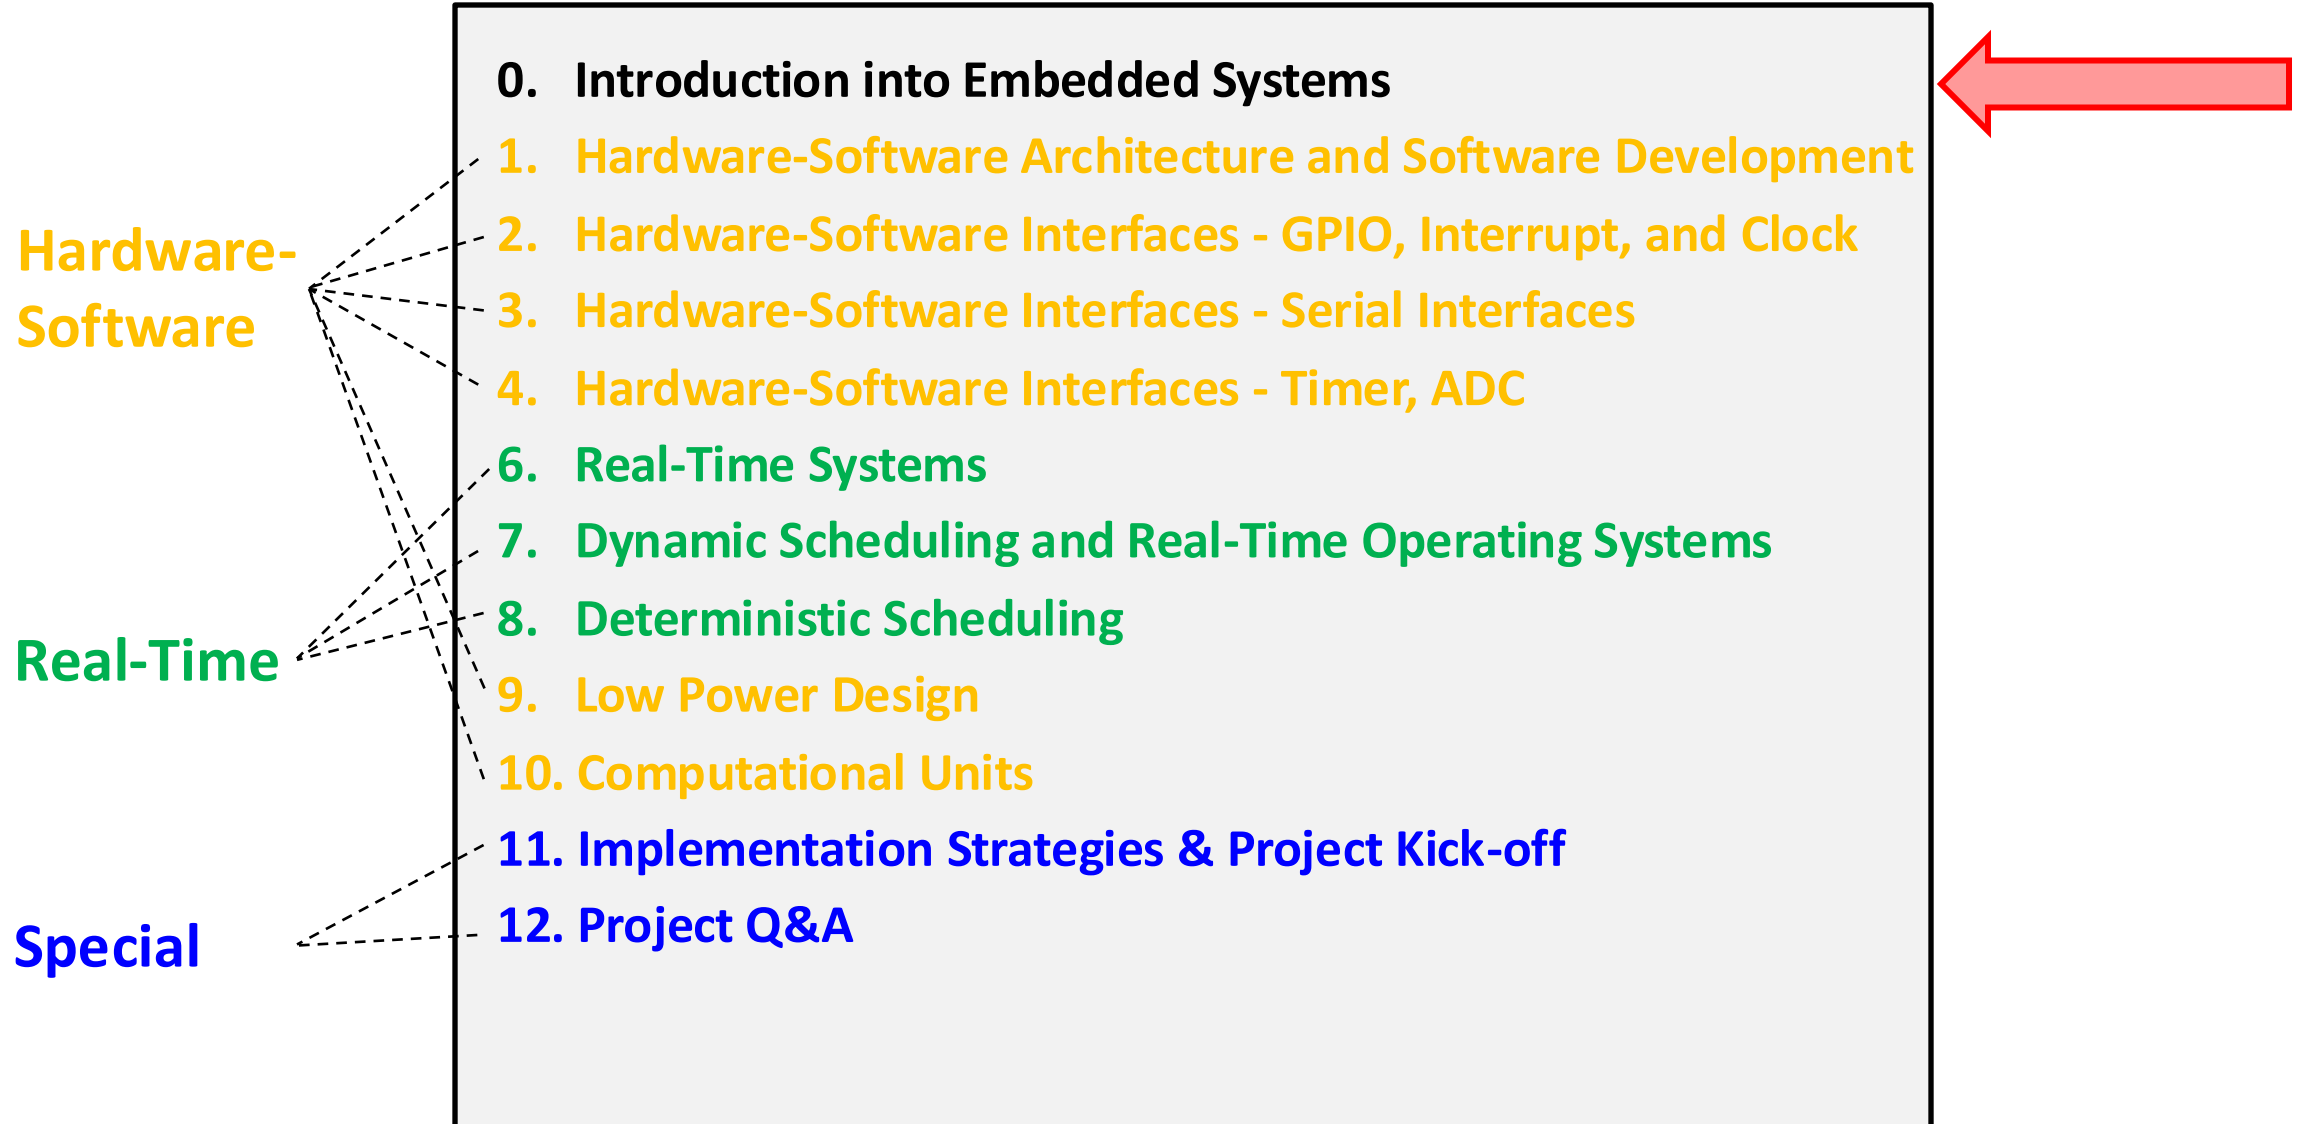 0. Introduction into Embedded Systems
1. Hardware-Software Architecture and Software Development
2. Hardware-Software Interfaces - GPIO, Interrupt, and Clock
3. Hardware-Software Interfaces - Serial Interfaces
4. Hardware-Software Interfaces - Timer, ADC
6. Real-Time Systems
7. Dynamic Scheduling and Real-Time Operating Systems
8. Deterministic Scheduling
9. Low Power Design
10. Computational Units
11. Implementation Strategies & Project Kick-off
12. Project Q&A
Hardware-
Software
Real-Time
Special